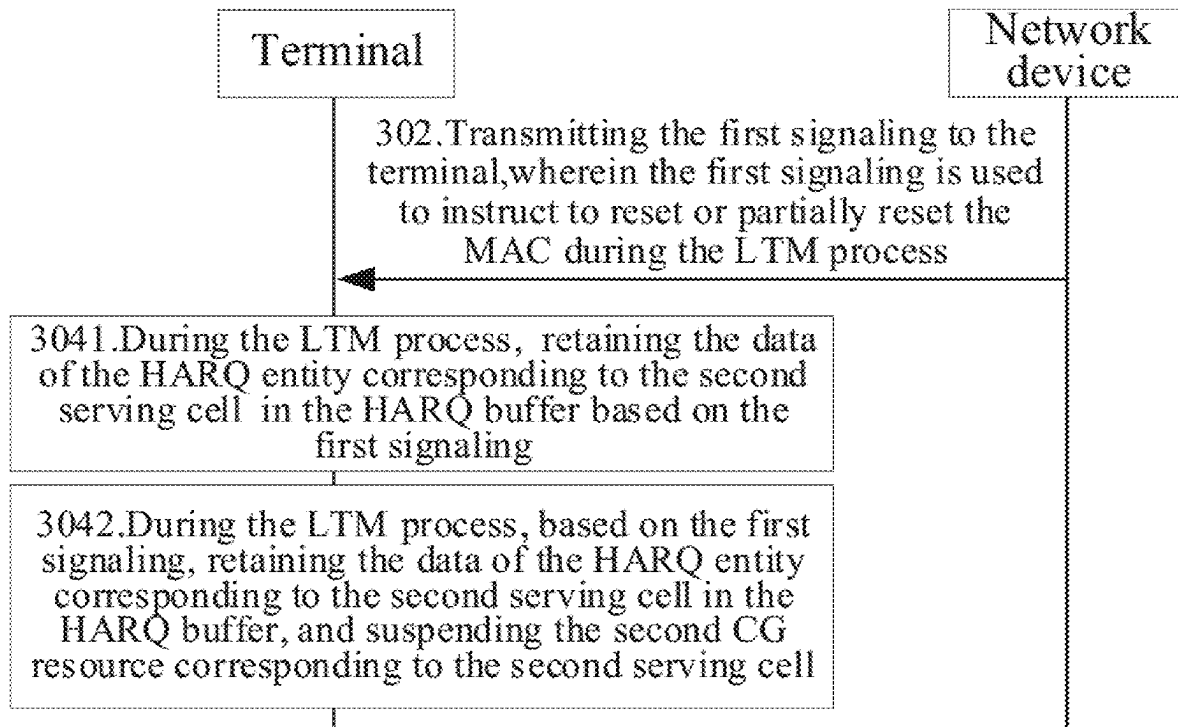 Terminal
Network
device
302.Transmitting the first signaling to the
terminal,wherein the first signaling is used
to instruct to reset or partially reset the
MAC during the LTM process
3041.During the LTM process, retaining the data
of the HARQ entity corresponding to the second
serving cell in the HARQ buffer based on the
first signaling
3042.During the LTM process, based on the first
signaling, retaining the data of the HARQ entity
corresponding to the second serving cell in the
HARQ buffer, and suspending the second CG
resource corresponding to the second serving cell